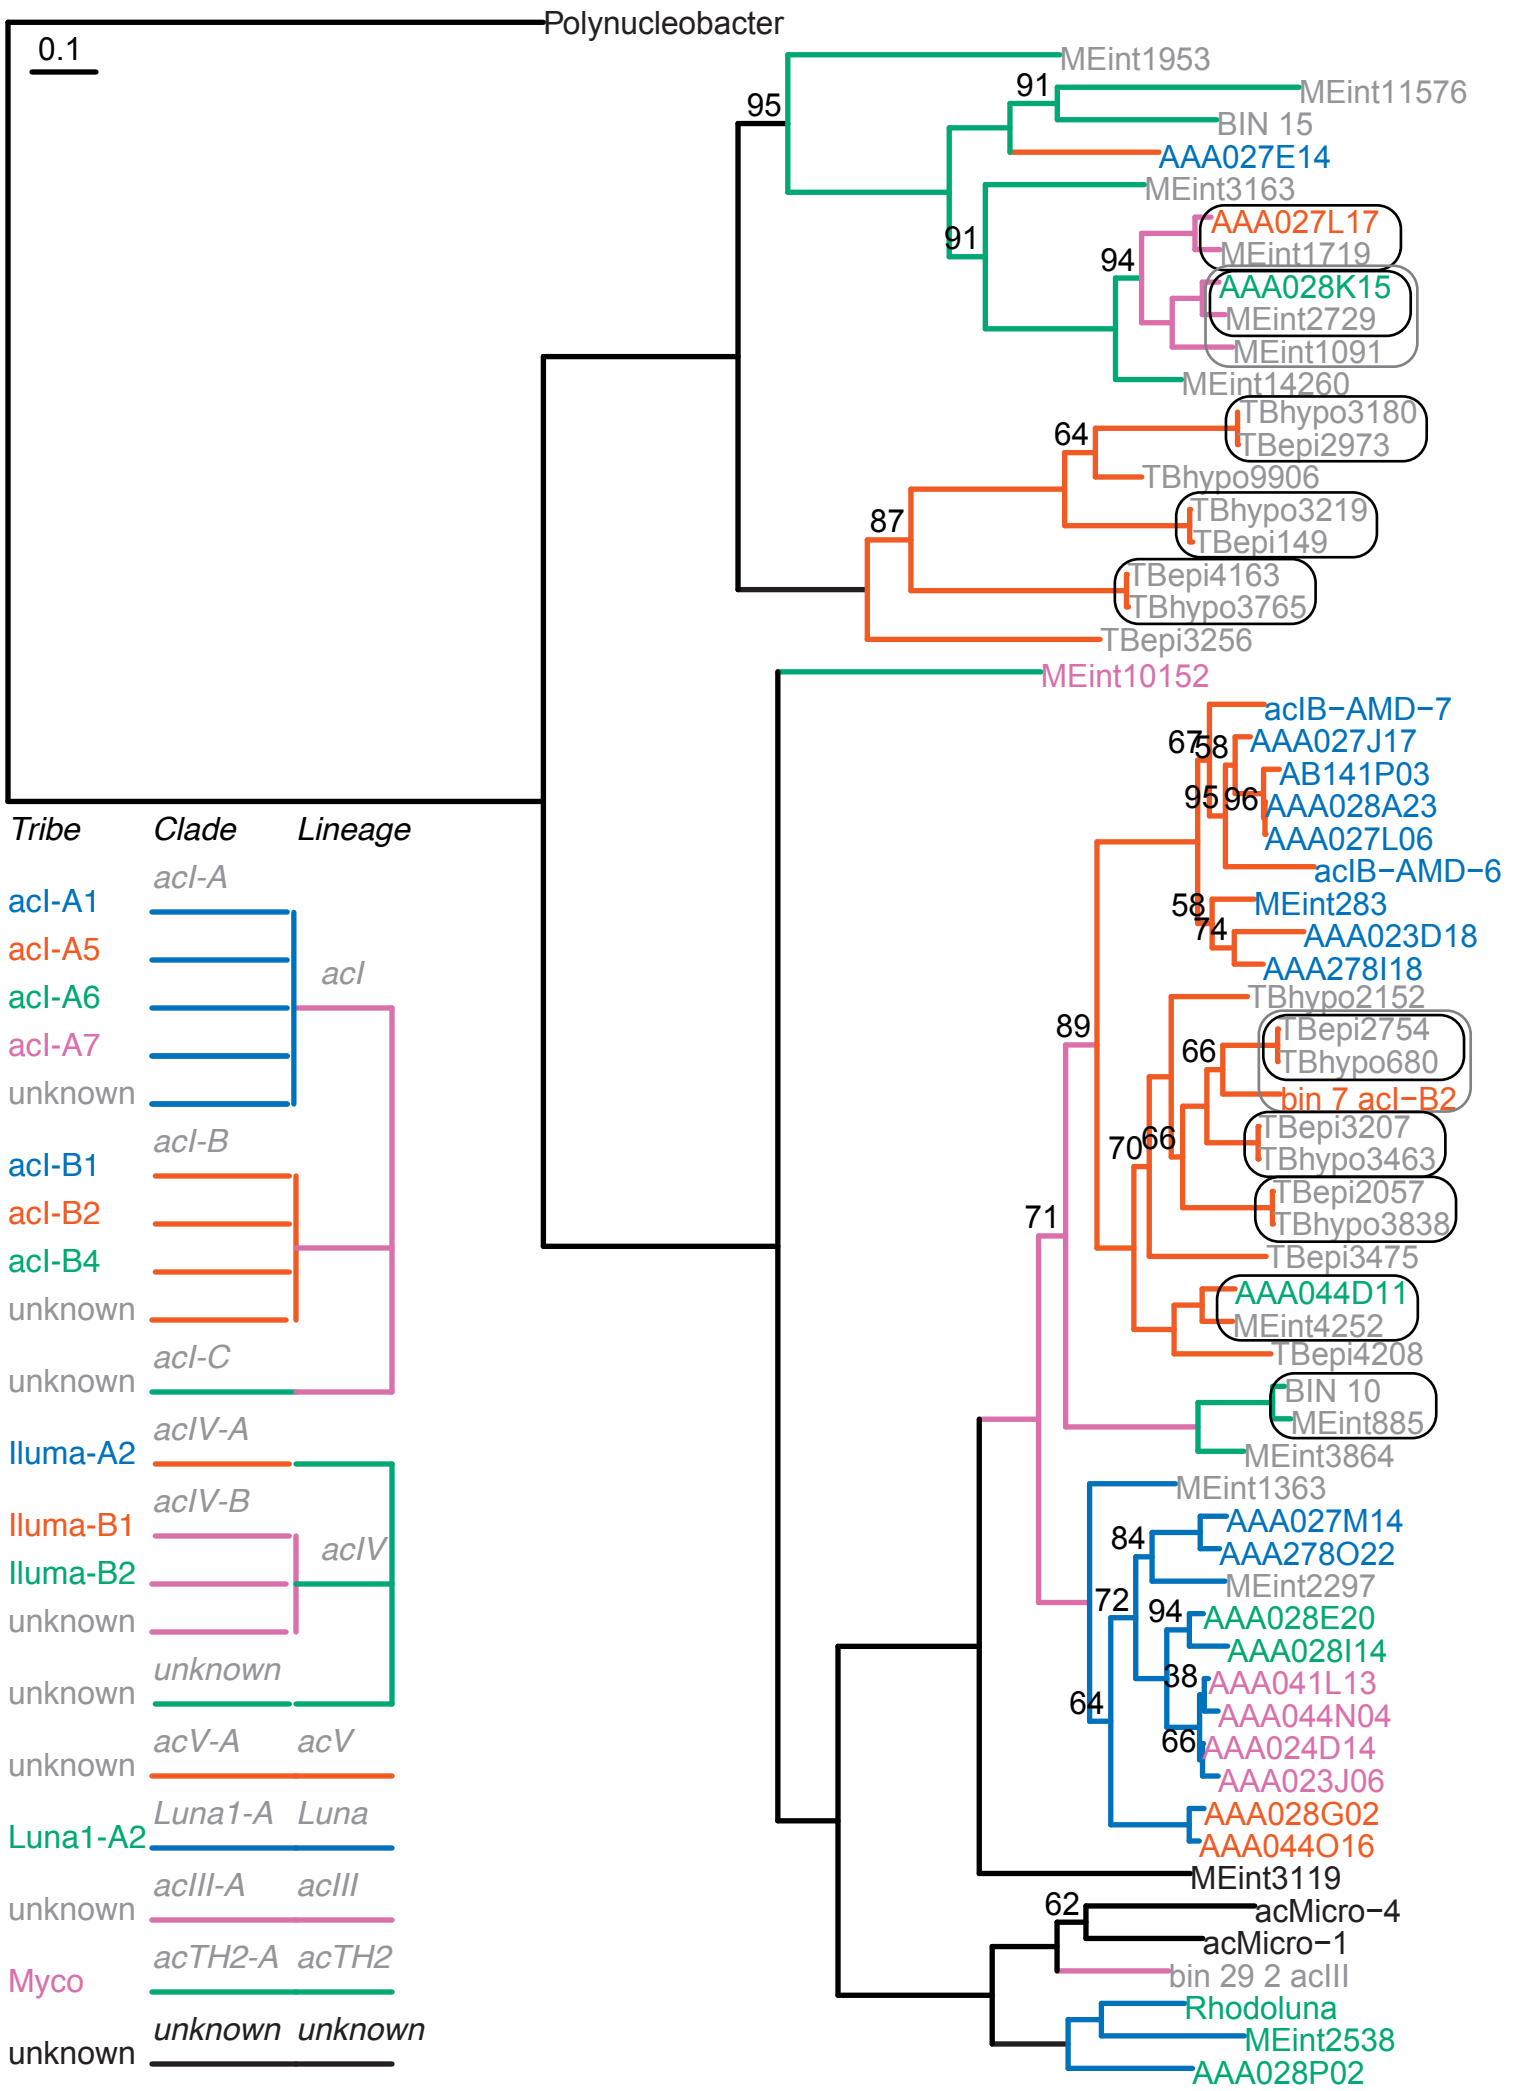 Polynucleobacter
0.1
MEint1953
95
91
MEint11576
BIN 15
AAA027E14
MEint3163
AAA027L17
91
MEint1719
94
AAA028K15
MEint2729
MEint1091
MEint14260
TBhypo3180
64
TBepi2973
TBhypo9906
TBhypo3219
87
TBepi149
TBepi4163
TBhypo3765
TBepi3256
MEint10152
acIB−AMD−7
67
58
AAA027J17
AB141P03
95
96
AAA028A23
AAA027L06
acIB−AMD−6
58
MEint283
74
AAA023D18
AAA278I18
TBhypo2152
89
TBepi2754
66
TBhypo680
bin 7 acI−B2
TBepi3207
70
66
TBhypo3463
TBepi2057
71
TBhypo3838
TBepi3475
AAA044D11
MEint4252
TBepi4208
BIN 10
MEint885
MEint3864
MEint1363
AAA027M14
84
AAA278O22
MEint2297
72
94
AAA028E20
AAA028I14
38
AAA041L13
64
AAA044N04
66
AAA024D14
AAA023J06
AAA028G02
AAA044O16
MEint3119
62
acMicro−4
acMicro−1
bin 29 2 acIII
Rhodoluna
MEint2538
AAA028P02
Tribe Clade Lineage
acI-A
acI-A1
acI-A5
acI
acI-A6
acI-A7
unknown
acI-B
acI-B1
acI-B2
acI-B4
unknown
acI-C
unknown
acIV-A
Iluma-A2
acIV-B
Iluma-B1
acIV
Iluma-B2
unknown
unknown
unknown
acV-A acV
unknown
Luna1-A Luna
Luna1-A2
acIII-A acIII
unknown
acTH2-A acTH2
Myco
unknown unknown
unknown